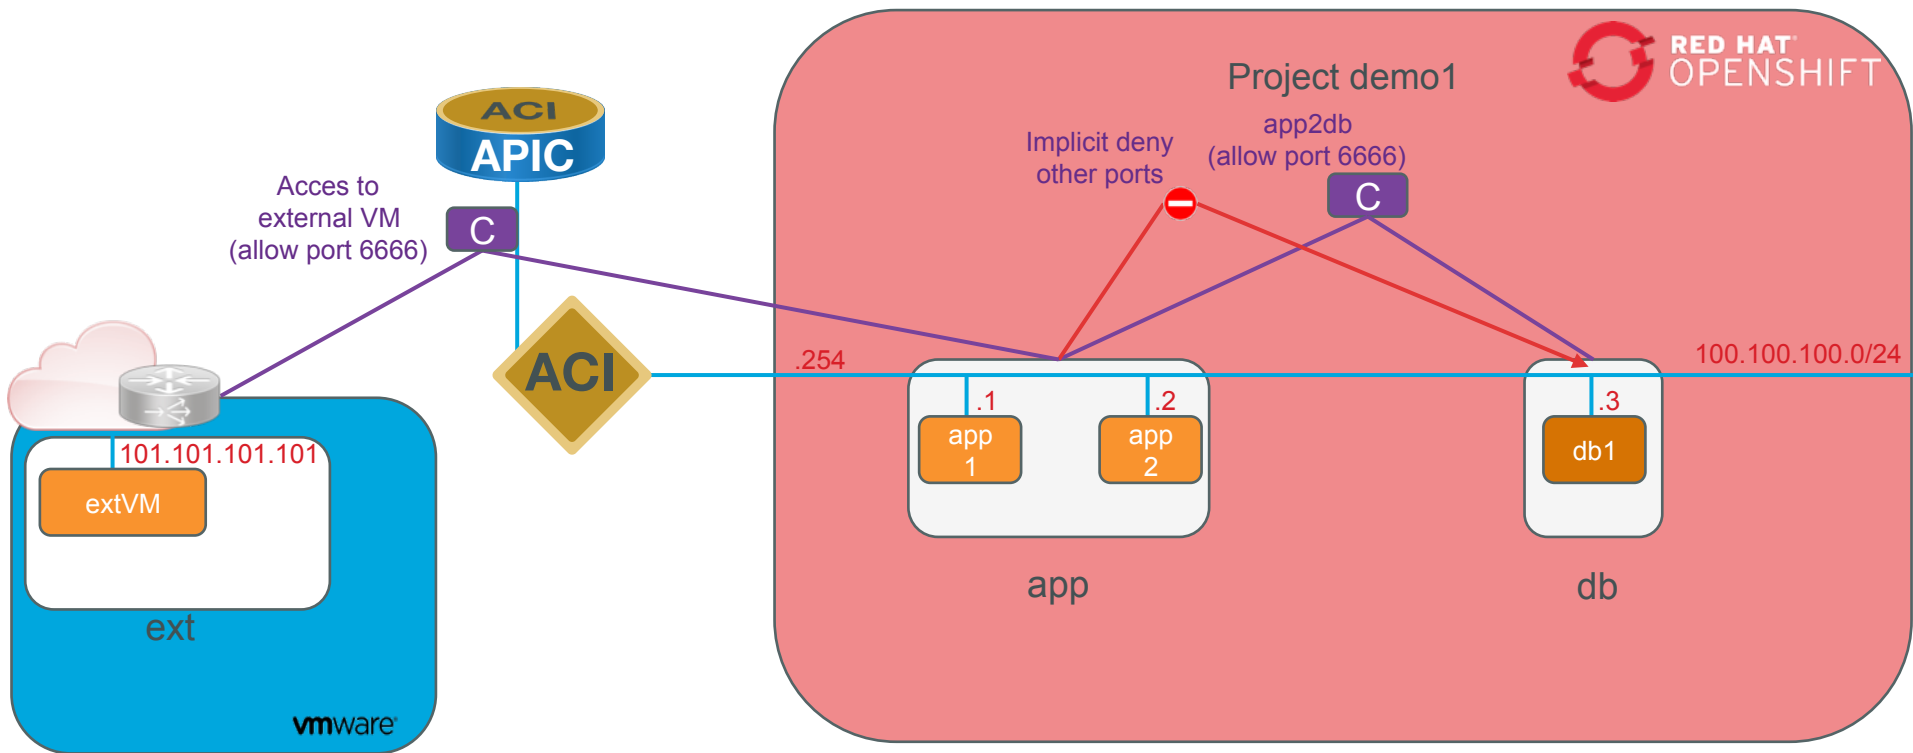 RED HAT
OPENSHIFT
Project demo1
app2db
(allow port 6666)
Implicit deny
other ports
C
ACI
APIC
Acces to
external VM
(allow port 6666)
C
ACI
.254
100.100.100.0/24
.1
.2
.3
app
1
app
2
db1
app
db
101.101.101.101
extVM
ext
vmware